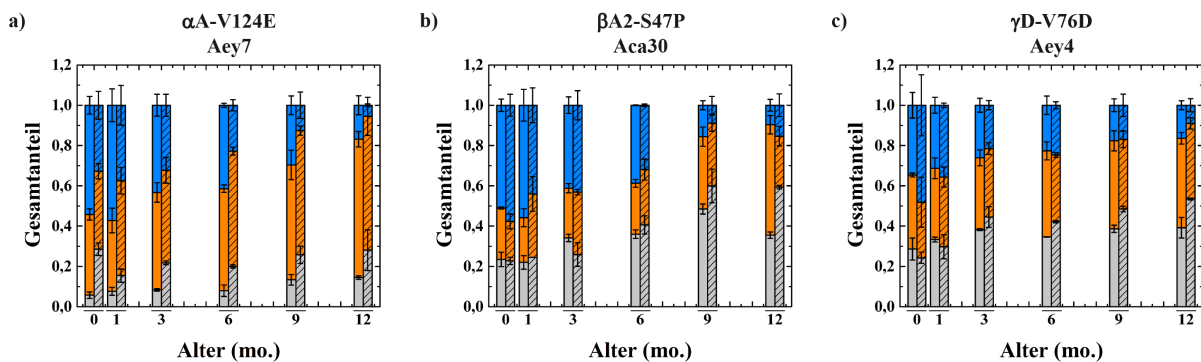 a)
αA-V124E
Aey7
Gesamtanteil
1,2
1,0
0,8
0,6
0,4
0,2
0,0
0 1 3 6 9 12
Alter (mo.)
b)
βA2-S47P
Aca30
Gesamtanteil
1,2
1,0
0,8
0,6
0,4
0,2
0,0
0 1 3 6 9 12
Alter (mo.)
c)
γD-V76D
Aey4
Gesamtanteil
1,2
1,0
0,8
0,6
0,4
0,2
0,0
0 1 3 6 9 12
Alter (mo.)